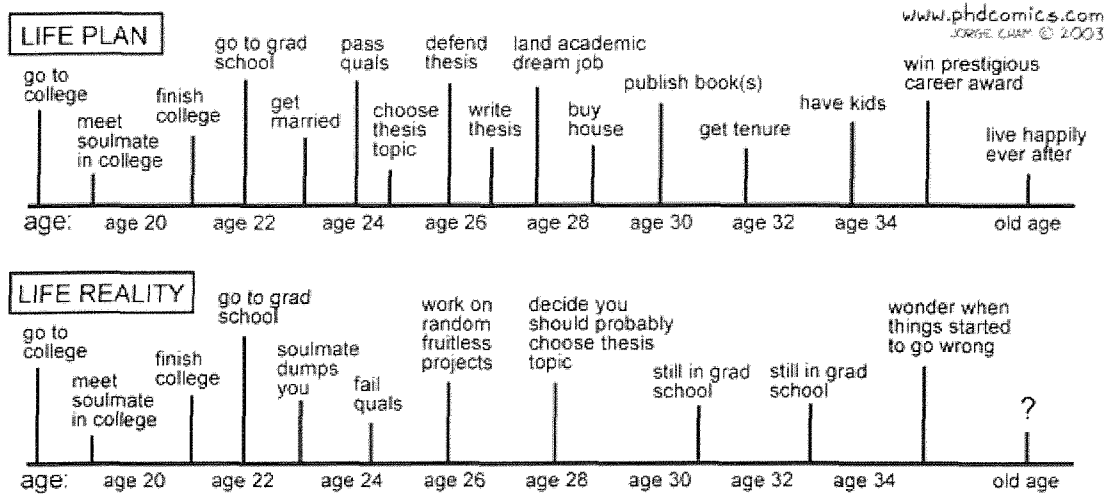 www.phdcomics.com
JORGE CHAM © 2003
LIFE PLAN
go to
college
meet
soulmate
in college
finish
college
go to grad
school
get
married
pass
quals
choose
thesis
topic
defend
thesis
write
thesis
land academic
dream job
buy
house
publish book(s)
get tenure
have kids
win prestigious
career award
live happily
ever after
age: age 20 age 22 age 24 age 26 age 28 age 30 age 32 age 34 old age
LIFE REALITY
go to
college
meet
soulmate
in college
finish
college
go to grad
school
soulmate
dumps
you
fail
quals
work on
random
fruitless
projects
decide you
should probably
choose thesis
topic
still in grad
school
still in grad
school
wonder when
things started
to go wrong
?
age: age 20 age 22 age 24 age 26 age 28 age 30 age 32 age 34 old age